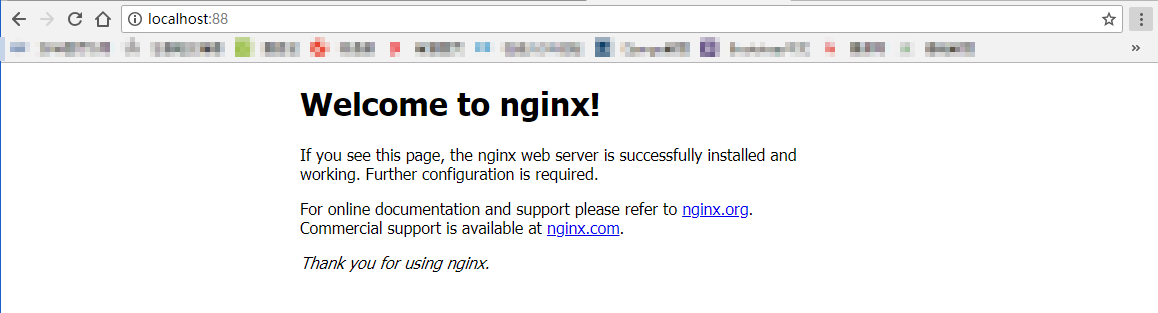 localhost:88
Welcome to nginx!
If you see this page, the nginx web server is successfully installed and
working. Further configuration is required.
For online documentation and support please refer to nginx.org.
Commercial support is available at nginx.com.
Thank you for using nginx.